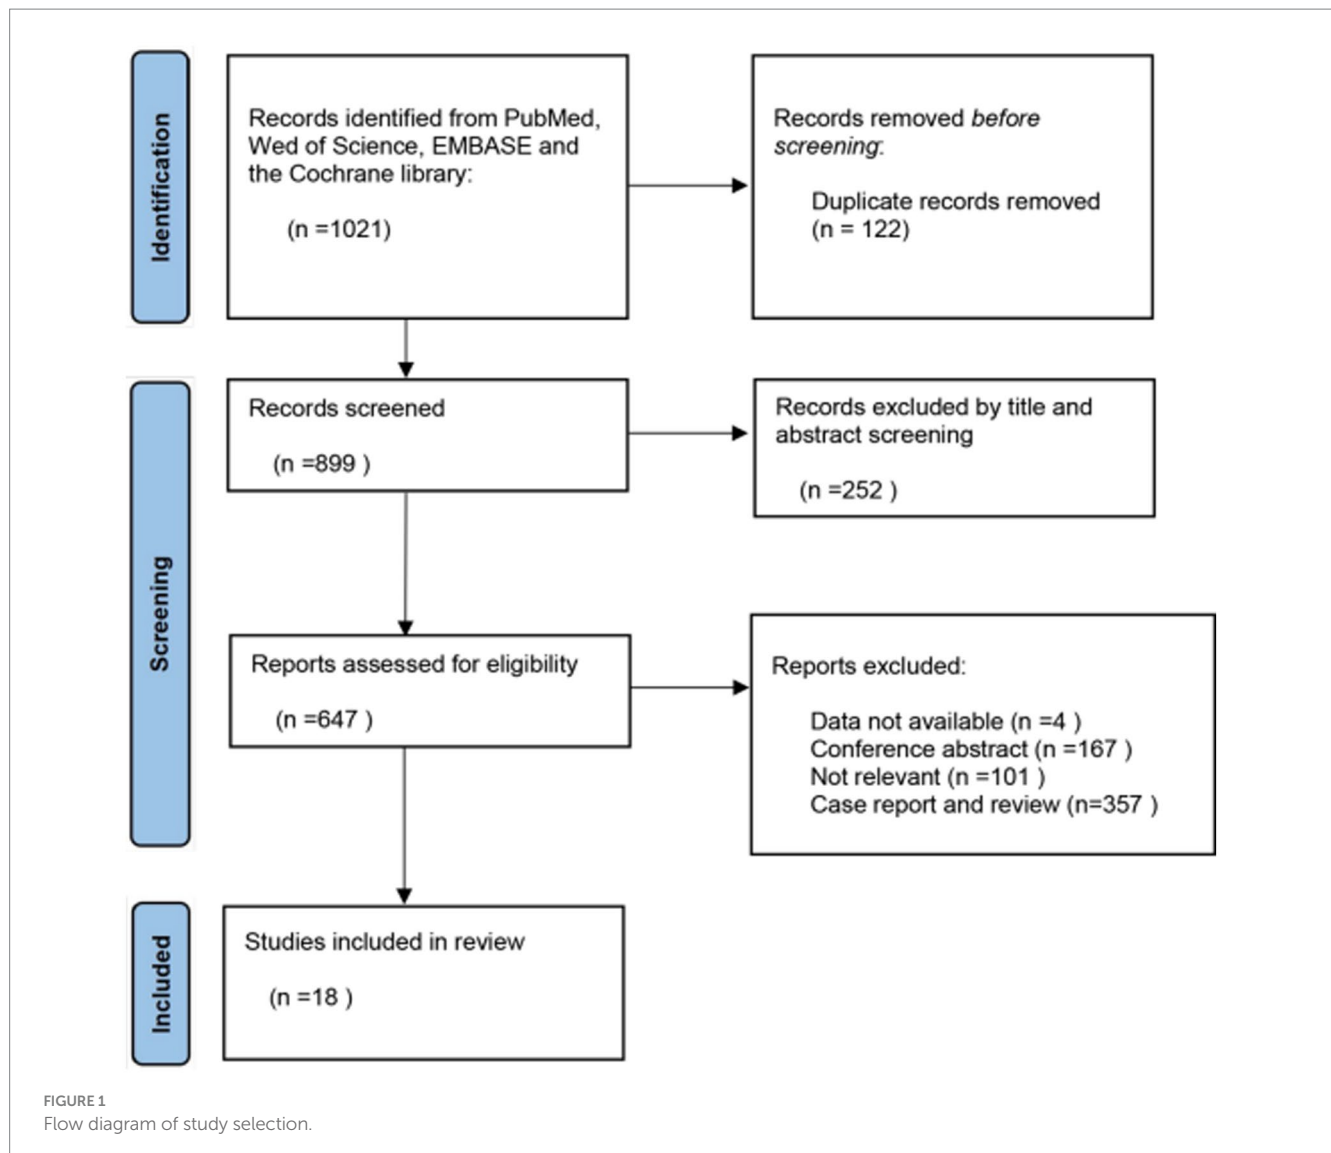 Identification
Records identified from PubMed,
Wed of Science, EMBASE and
the Cochrane library:
(n =1021)
Records removed before
screening:
Duplicate records removed
(n = 122)
Screening
Records screened
(n =899 )
Records excluded by title and
abstract screening
(n =252 )
Reports assessed for eligibility
(n =647 )
Reports excluded:
Data not available (n =4 )
Conference abstract (n =167 )
Not relevant (n =101 )
Case report and review (n=357 )
Included
Studies included in review
(n =18 )
FIGURE 1
Flow diagram of study selection.